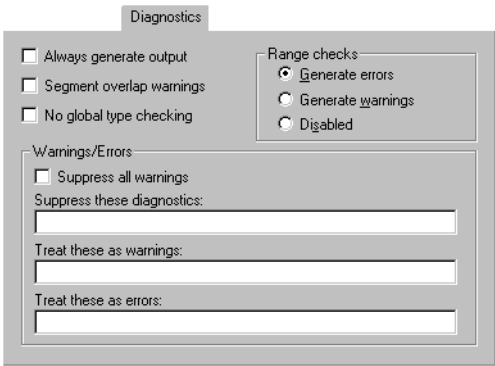 Diagnostics
Always generate output
Segment overlap warnings
No global type checking
Range checks
Generate errors
Generate warnings
Disabled
Warnings/Errors
Suppress all warnings
Suppress these diagnostics:
Treat these as warnings:
Treat these as errors: